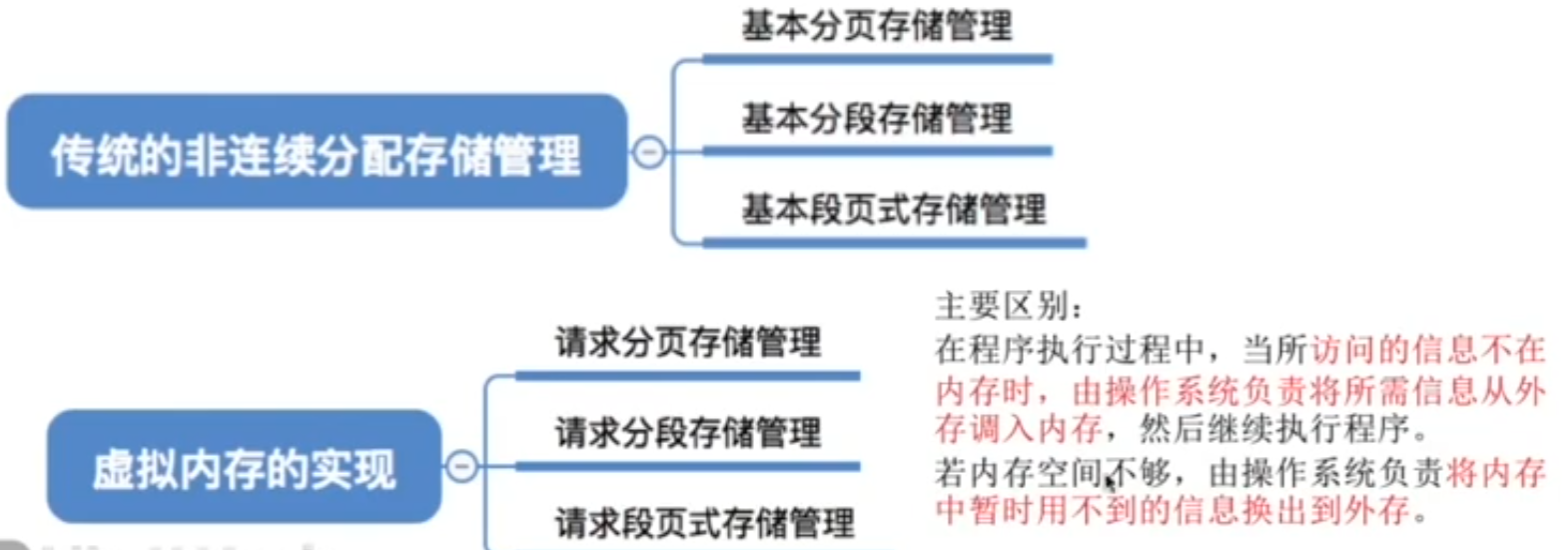 基本分页存储管理
基本分段存储管理
传统的非连续分配存储管理
基本段页式存储管理
主要区别：
请求分页存储管理
在程序执行过程中，当所访问的信息不在
内存时，由操作系统负责将所需信息从外
请求分段存储管理
存调入内存，然后继续执行程序。
虚拟内存的实现
若内存空间不够，由操作系统负责将内存
中暂时用不到的信息换出到外存。
请求段页式存储管理